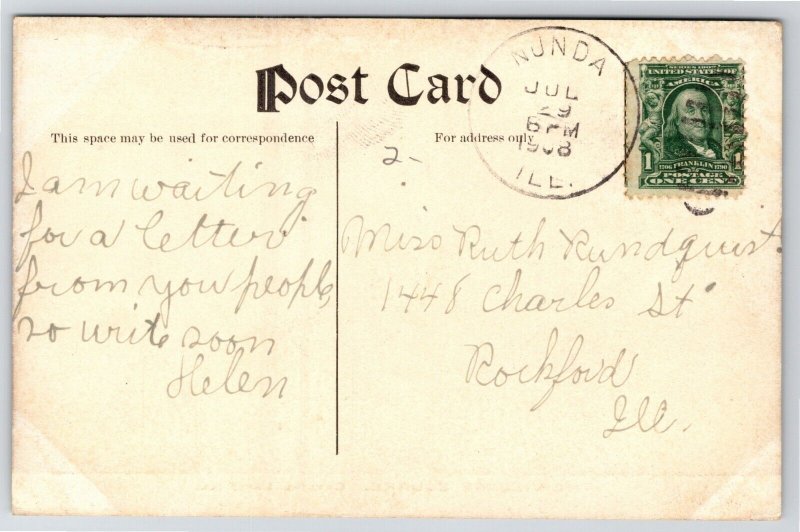 Post Card
This space may be used for correspondence
For address only
NUNDA
JUL
29
6 PM
1908
ILL.
SERIES 1902
UNITED STATES OF
AMERICA
1 1706 FRANKLIN 1790 1
POSTAGE
ONE CENT
2-
I am waiting
for a letter
from you people,
so write soon
Helen
Miss Ruth Rundquist.
1448 Charles St
Rockford
Ill.